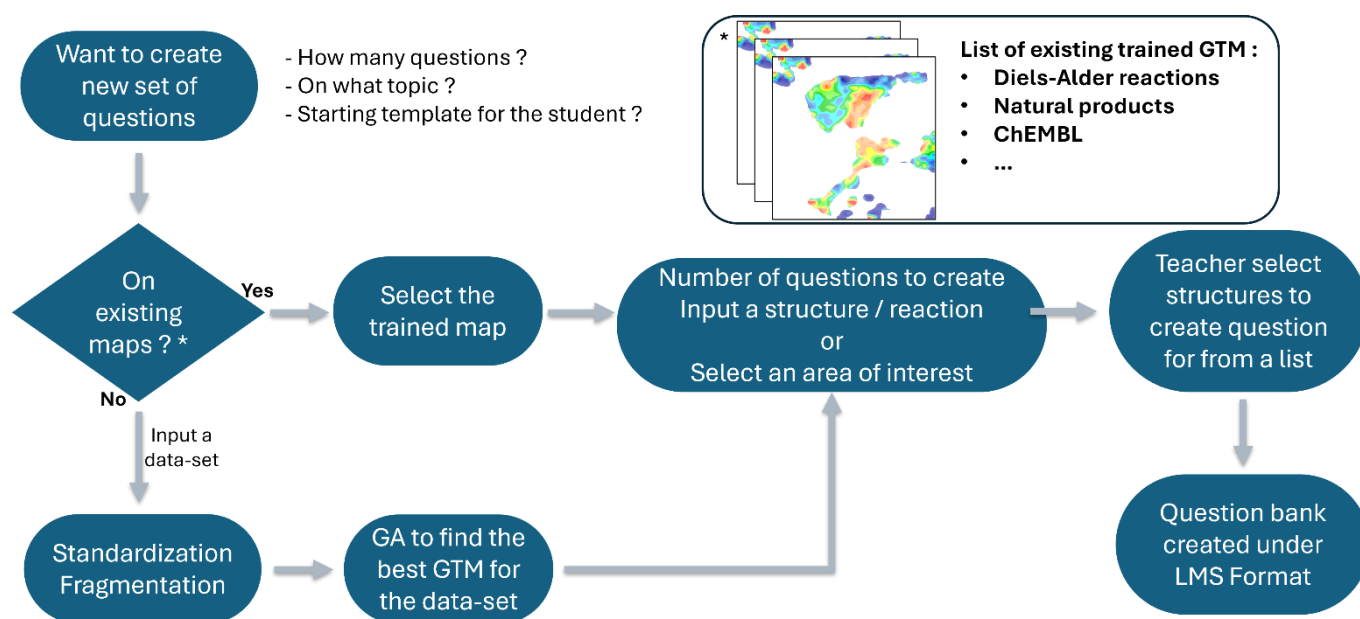 Want to create
new set of
questions
- How many questions ?
- On what topic ?
- Starting template for the student ?
*
List of existing trained GTM :
• Diels-Alder reactions
• Natural products
• ChEMBL
• ...
On
existing
maps ? *
Yes
No
Select the
trained map
Number of questions to create
Input a structure / reaction
or
Select an area of interest
Teacher select
structures to
create question
for from a list
Input a
data-set
Standardization
Fragmentation
GA to find the
best GTM for
the data-set
Question bank
created under
LMS Format